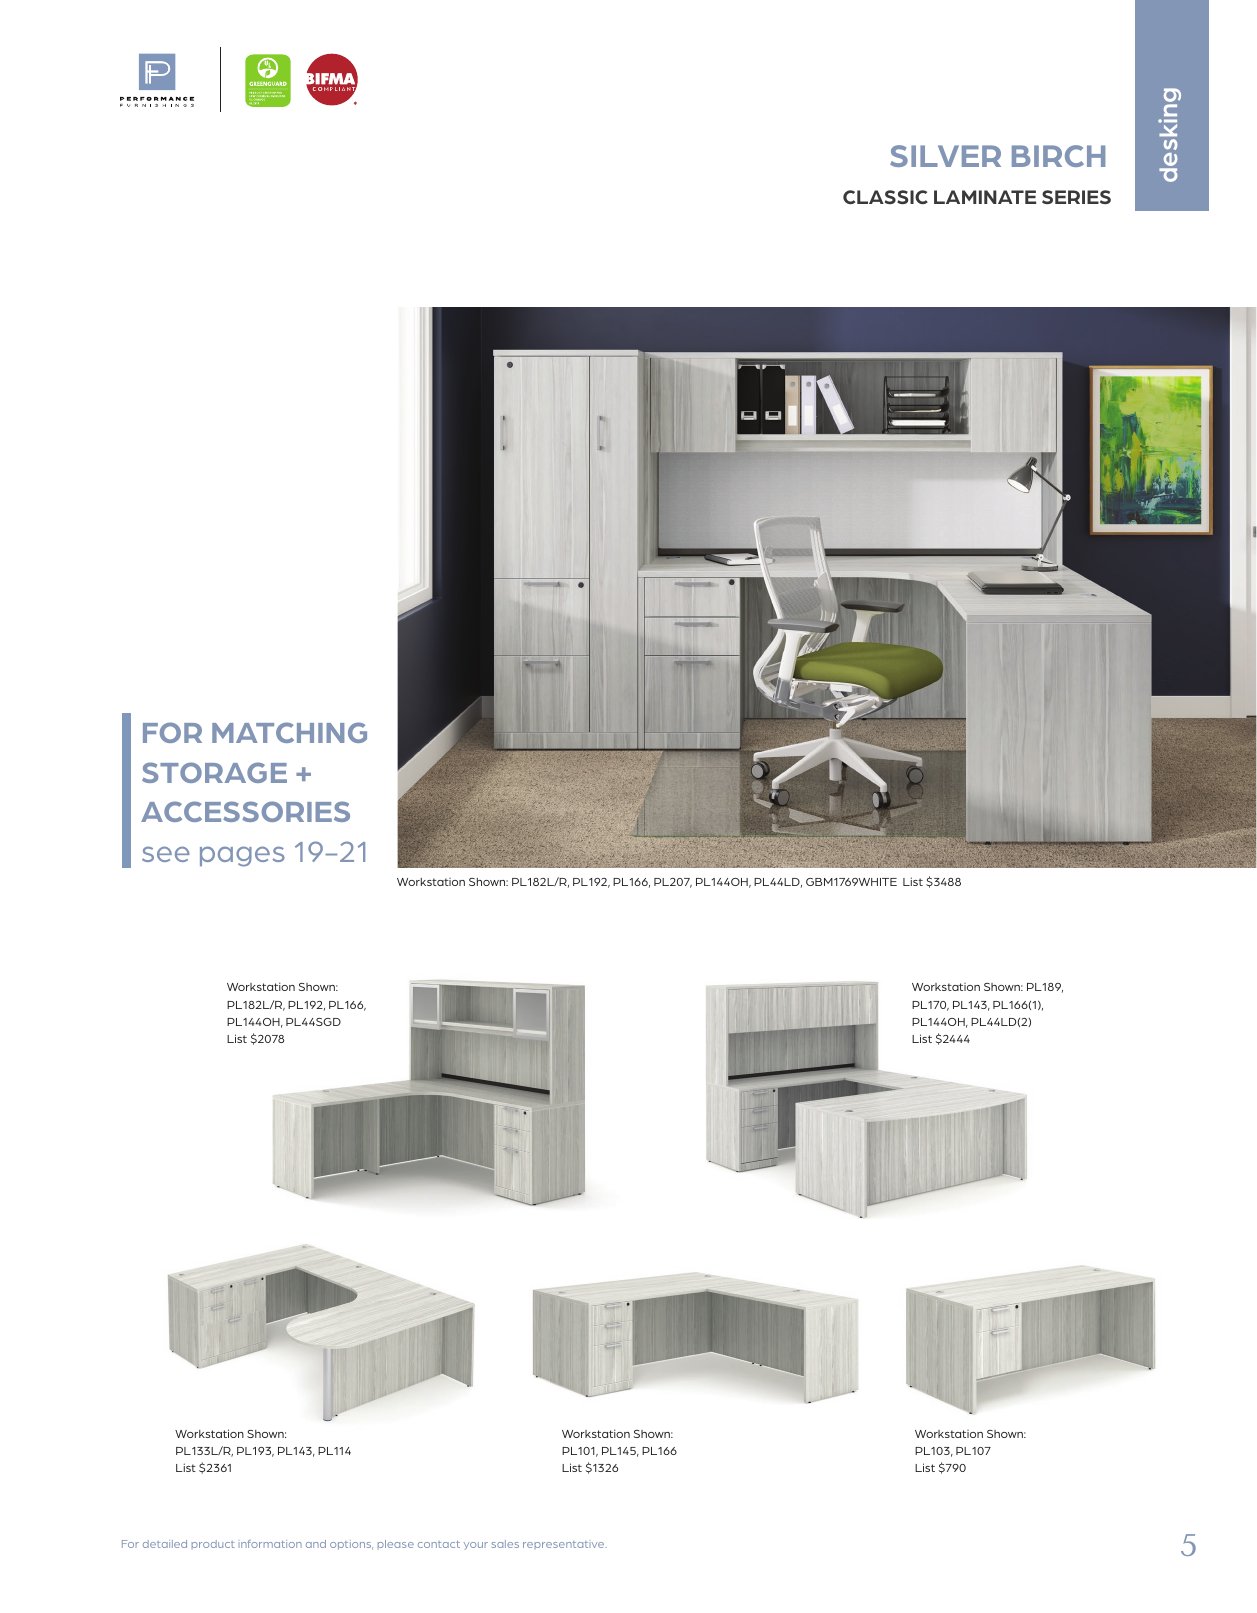 PERFORMANCE
FURNISHINGS
GREENGUARD
BIFMA
COMPLIANT
desking
SILVER BIRCH
CLASSIC LAMINATE SERIES
FOR MATCHING
STORAGE +
ACCESSORIES
see pages 19-21
Workstation Shown: PL182L/R, PL192, PL166, PL207, PL144OH, PL44LD, GBM1769WHITE List $3488
Workstation Shown:
PL182L/R, PL192, PL166,
PL144OH, PL44SGD
List $2078
Workstation Shown: PL189,
PL170, PL143, PL166(1),
PL144OH, PL44LD(2)
List $2444
Workstation Shown:
PL133L/R, PL193, PL143, PL114
List $2361
Workstation Shown:
PL101, PL145, PL166
List $1326
Workstation Shown:
PL103, PL107
List $790
For detailed product information and options, please contact your sales representative.
5